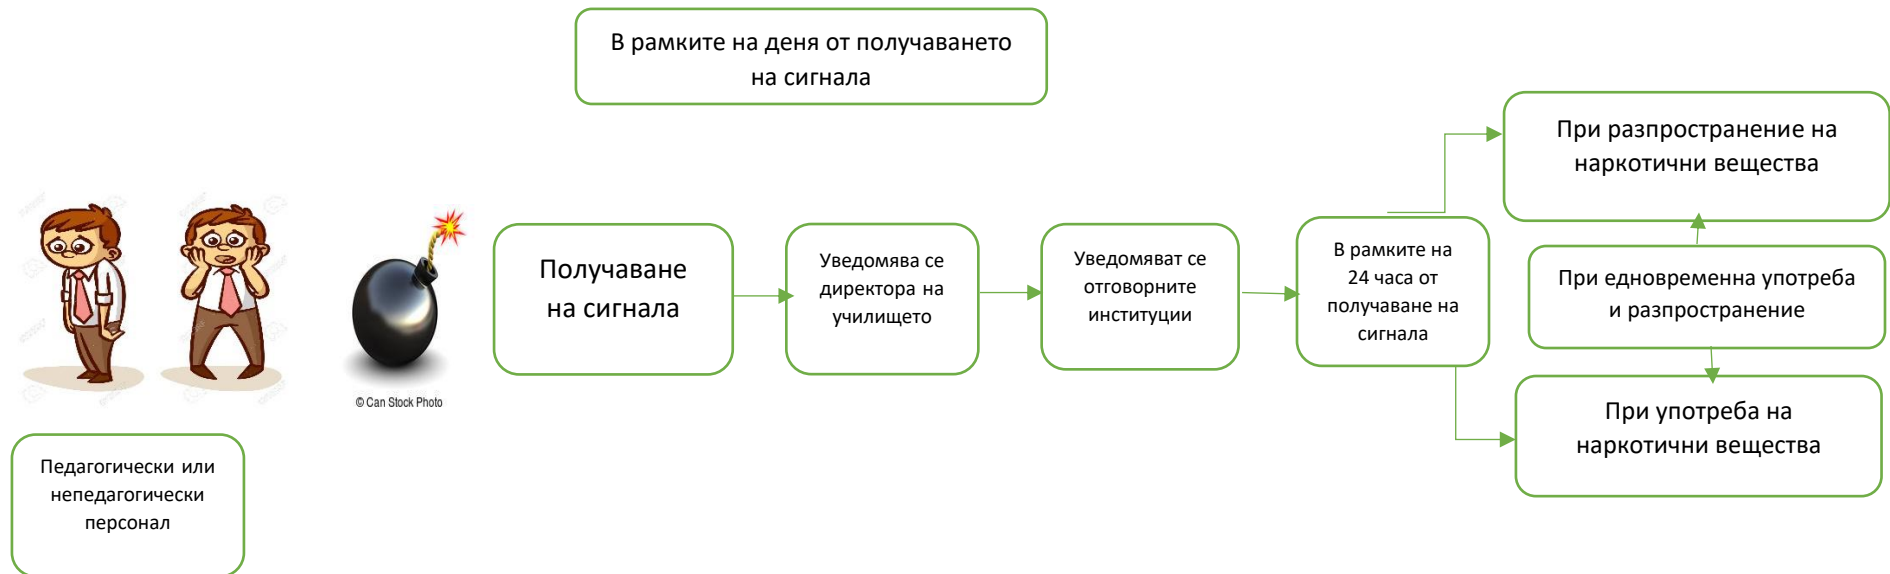 В рамките на деня от получаването
на сигнала
При разпространение на
наркотични вещества
Получаване
на сигнала
Уведомява се
директора на
училището
Уведомяват се
отговорните
институции
В рамките на
24 часа от
получаване на
сигнала
При едновременна употреба
и разпространение
При употреба на
наркотични вещества
© Can Stock Photo
Педагогически или
непедагогически
персонал